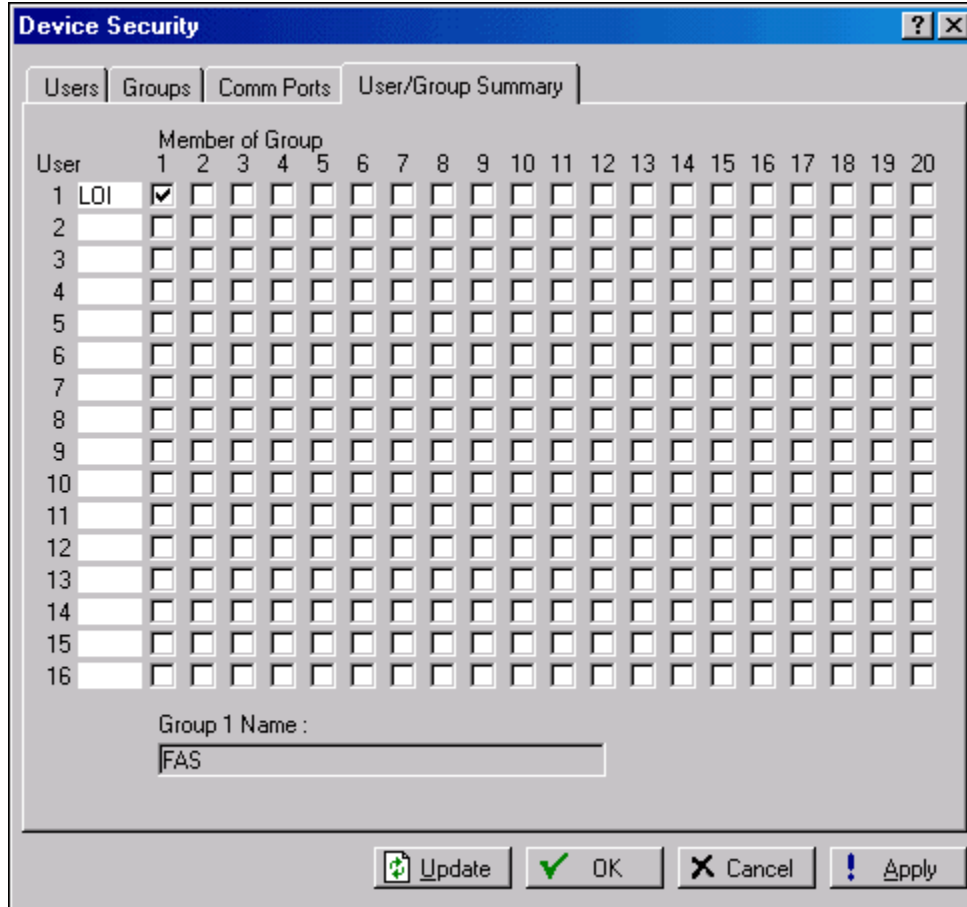 Device Security
Users Groups Comm Ports User/Group Summary
Member of Group
User 1 2 3 4 5 6 7 8 9 10 11 12 13 14 15 16 17 18 19 20
1 LOI
2
3
4
5
6
7
8
9
10
11
12
13
14
15
16
Group 1 Name :
FAS
Update OK Cancel Apply